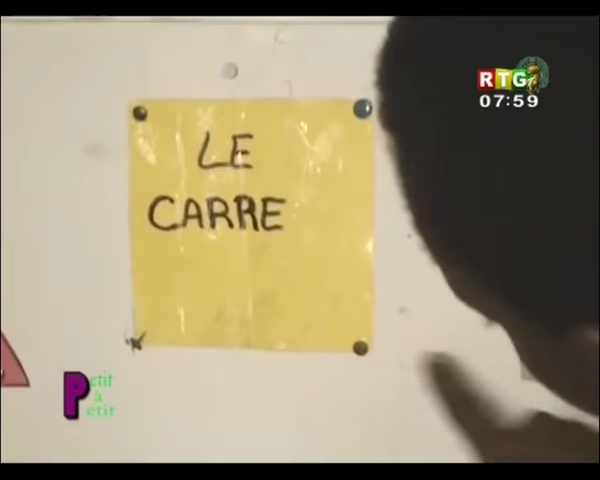 RTG
07:59
LE
CARRE
Petit
a
Petit